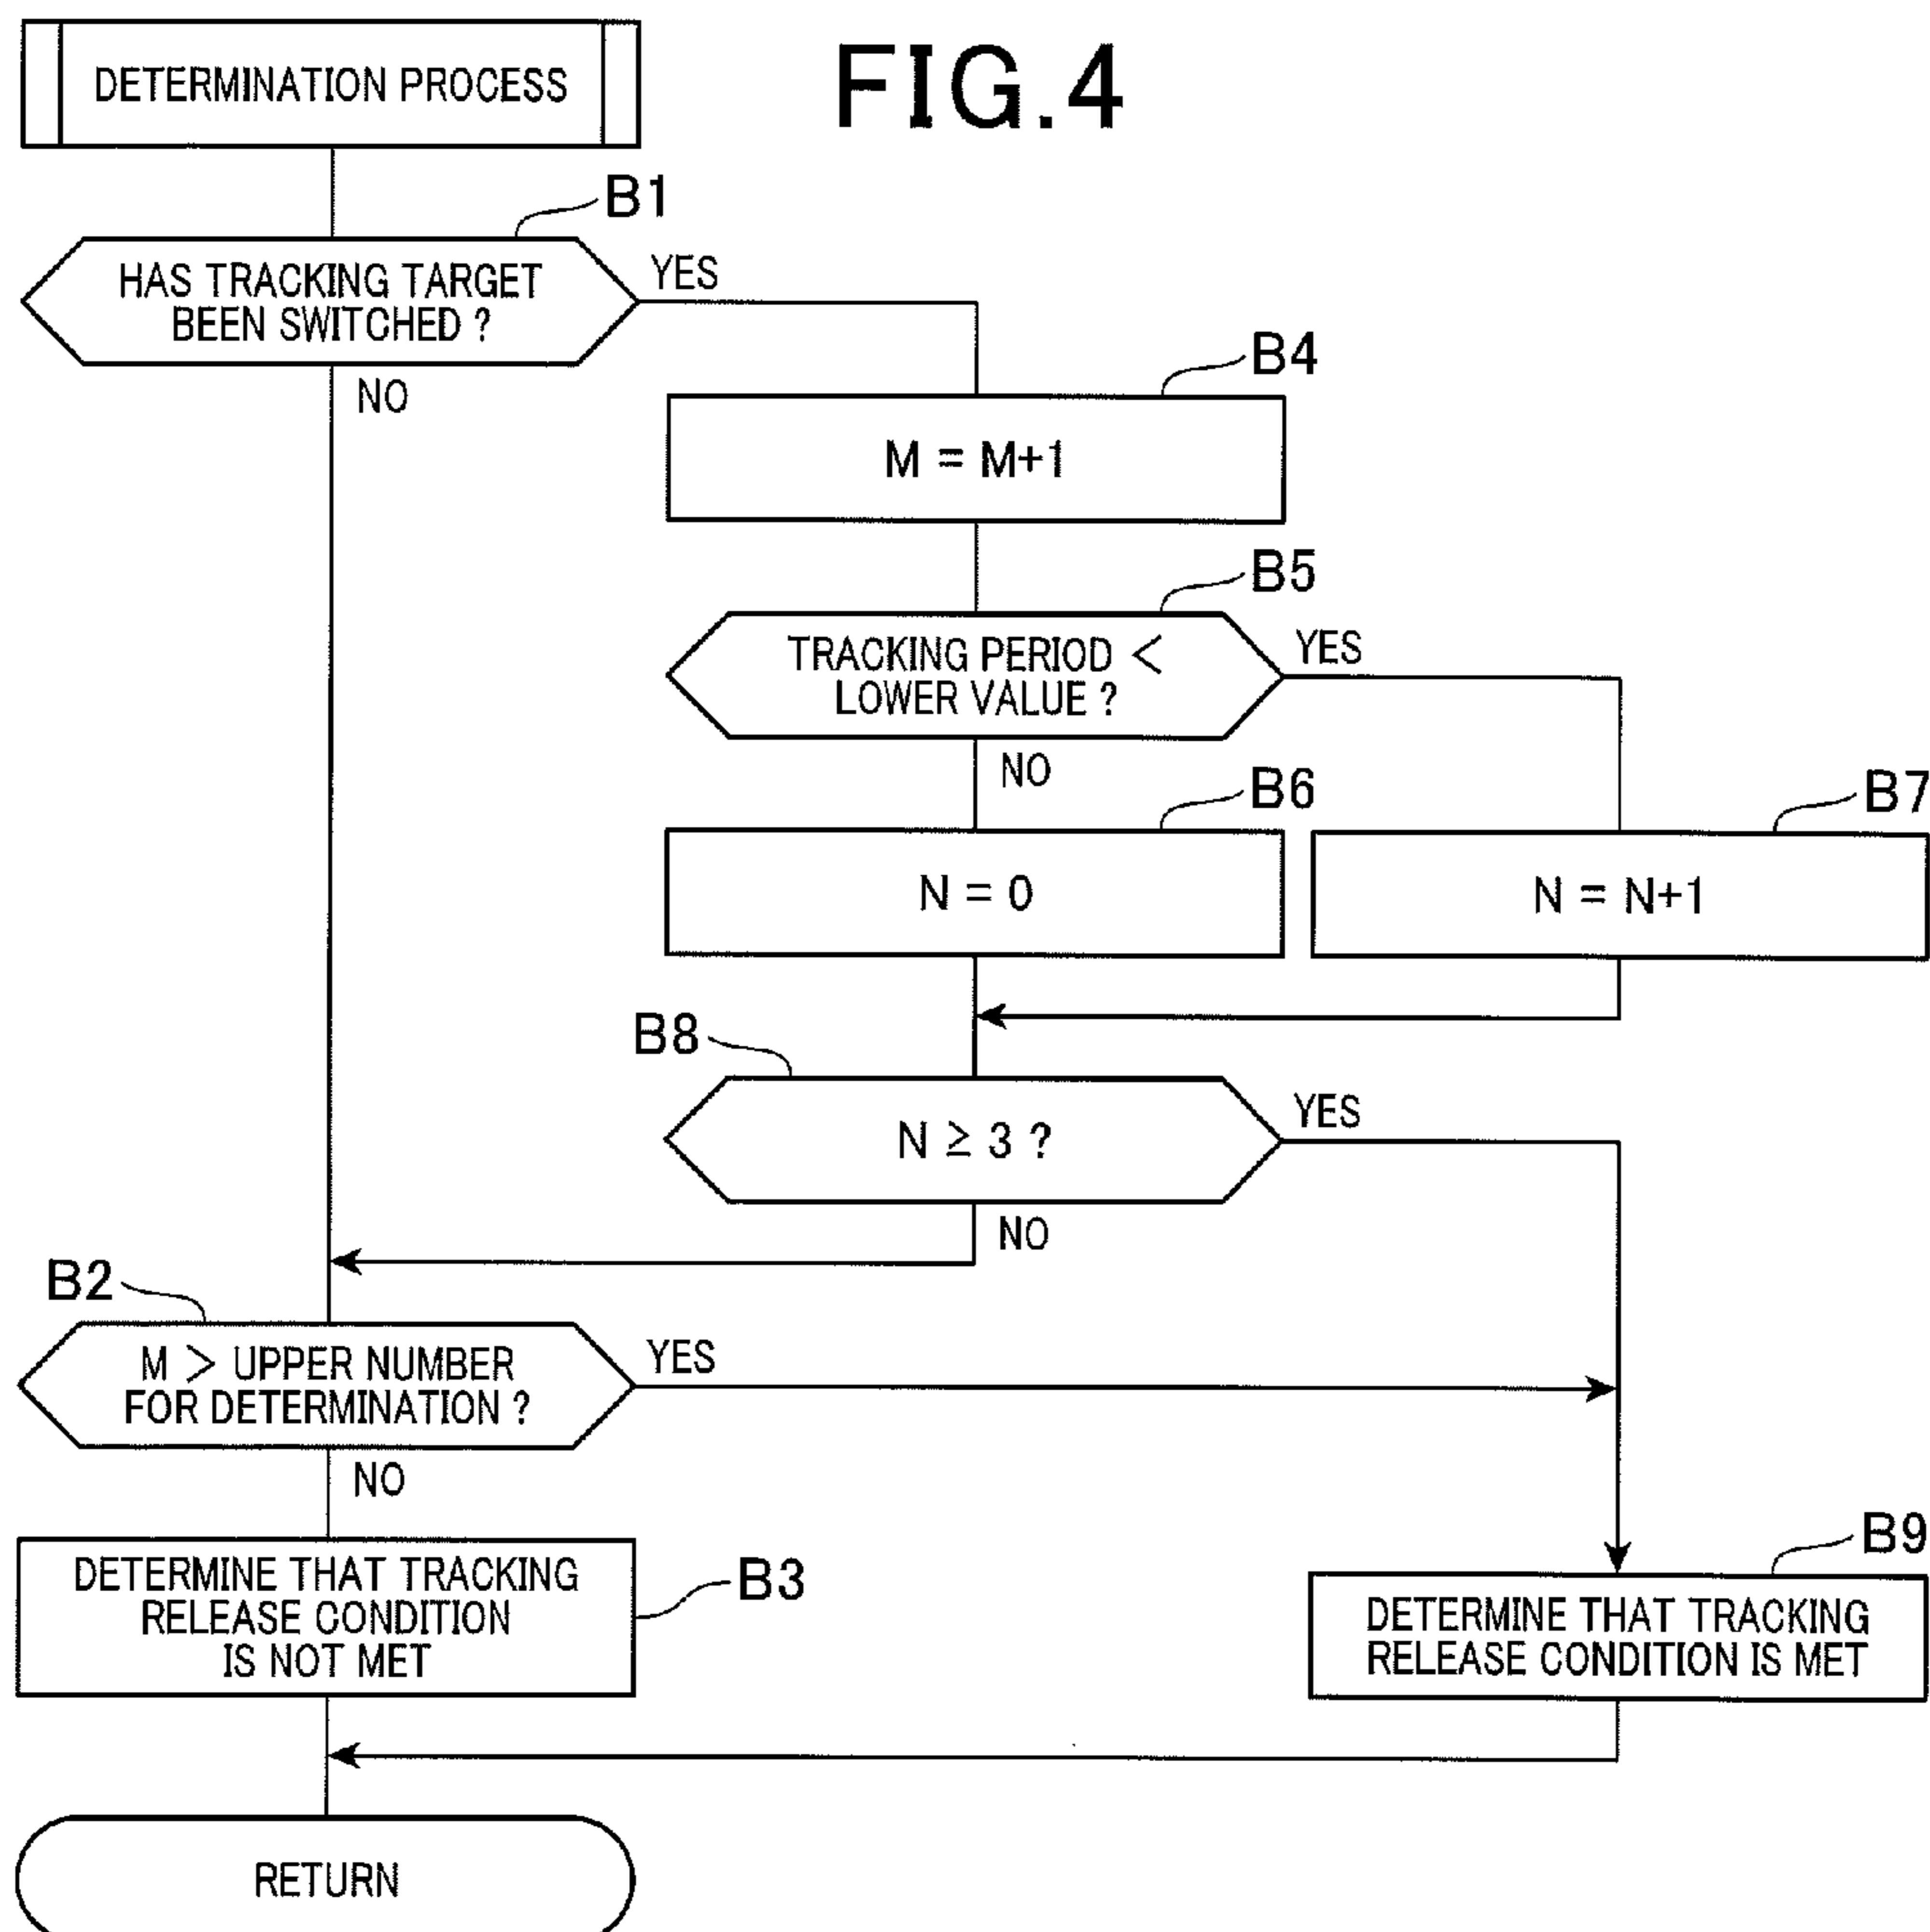 FIG.4
DETERMINATION PROCESS
B1
HAS TRACKING TARGET
BEEN SWITCHED ?
YES
NO
B4
M = M+1
B5
TRACKING PERIOD <
LOWER VALUE ?
YES
NO
B6
N = 0
B7
N = N+1
B8
N ≥ 3 ?
YES
NO
B2
M > UPPER NUMBER
FOR DETERMINATION ?
YES
NO
B3
DETERMINE THAT TRACKING
RELEASE CONDITION
IS NOT MET
B9
DETERMINE THAT TRACKING
RELEASE CONDITION IS MET
RETURN